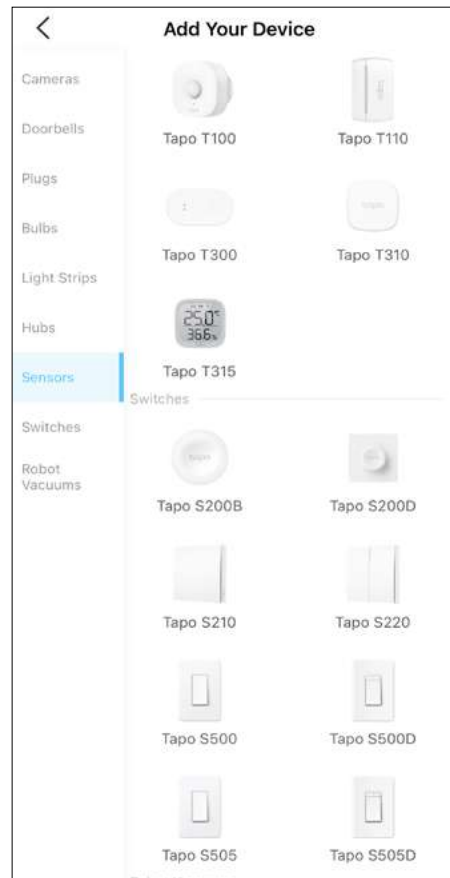 Add Your Device
Cameras
Doorbells
Plugs
Bulbs
Light Strips
Hubs
Sensors
Switches
Robot
Vacuums
Tapo T100
Tapo T110
tapo
Tapo T300
Tapo T310
25.0°
36.6%
Tapo T315
Switches
tapo
Tapo S200B
Tapo S200D
Tapo S210
Tapo S220
Tapo S500
Tapo S500D
Tapo S505
Tapo S505D